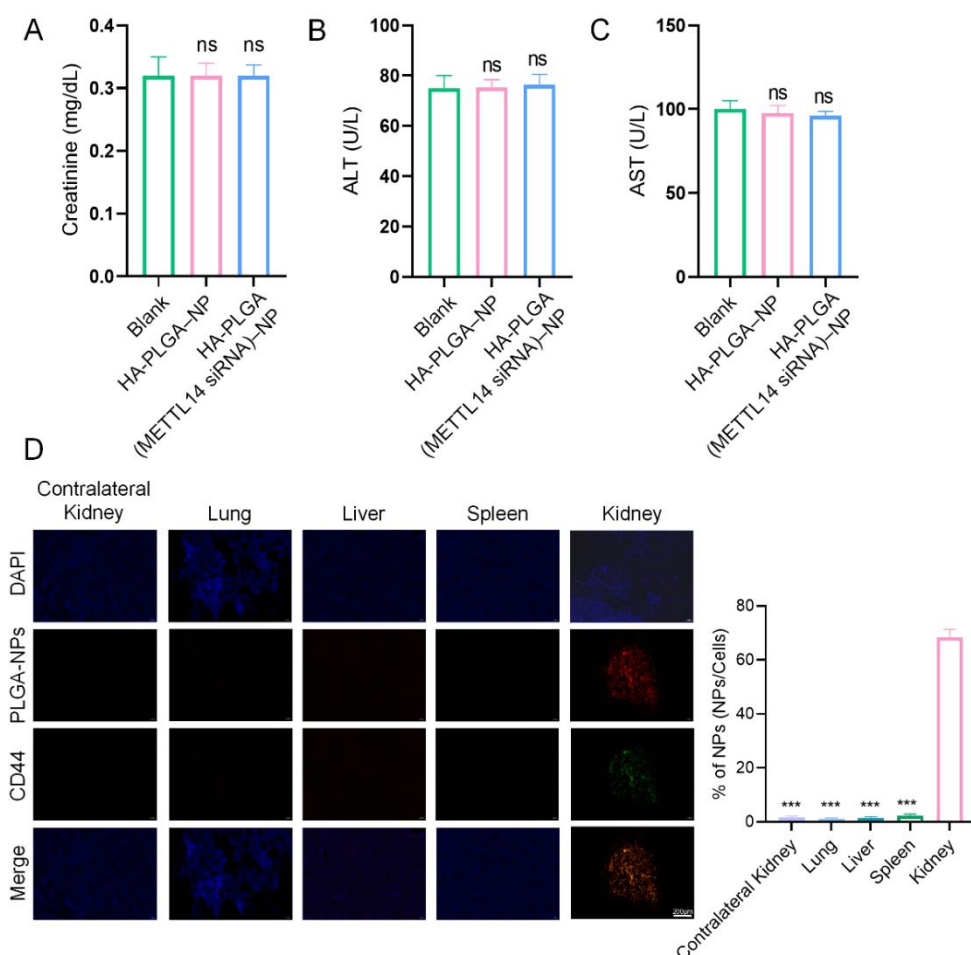 A
Creatinine (mg/dL)
0.4
0.3
0.2
0.1
0.0
ns
ns
Blank
HA-PLGA–NP
HA-PLGA
(METTL14 siRNA)–NP
B
ALT (U/L)
100
80
60
40
20
0
ns
ns
Blank
HA-PLGA–NP
HA-PLGA
(METTL14 siRNA)–NP
C
AST (U/L)
150
100
50
0
ns
ns
Blank
HA-PLGA–NP
HA-PLGA
(METTL14 siRNA)–NP
D
Contralateral
Kidney
Lung
Liver
Spleen
Kidney
DAPI
PLGA-NPs
CD44
Merge
200μm
% of NPs (NPs/Cells)
80
60
40
20
0
***
***
***
***
Contralateral Kidney
Lung
Liver
Spleen
Kidney